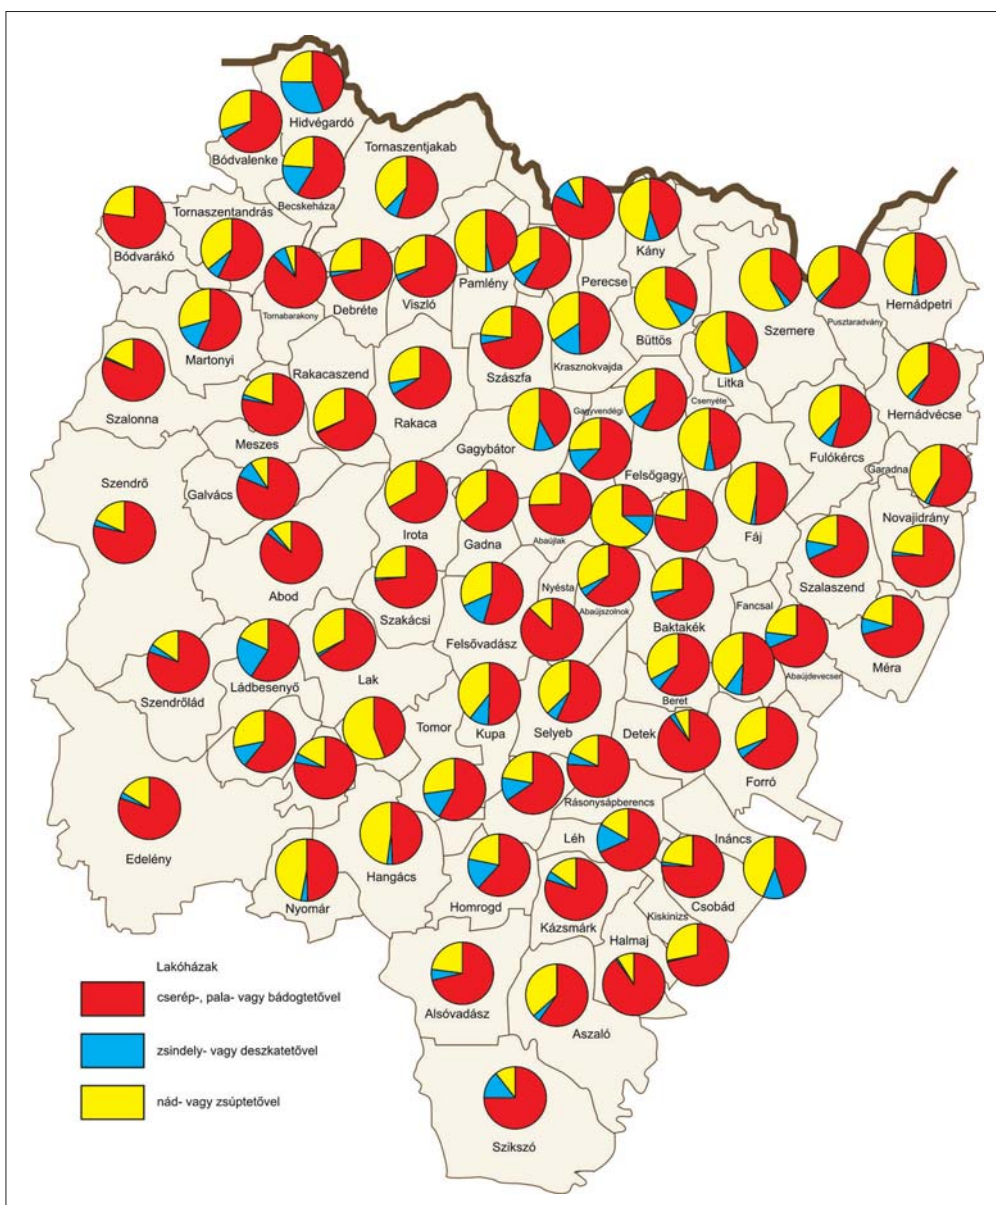 Hidvégardó
Bódvalenke
Tornaszentjakab
Becskeháza
Tornaszentandrás
Bódvarákó
Kány
Perecse
Pamlény
Tornabarakony
Debréte
Viszló
Büttös
Szemere
Pusztaradvány
Hernádpetri
Martonyi
Rakacaszend
Szászfa
Krasznokvajda
Litka
Szalonna
Rakaca
Csenyéte
Hernádvécse
Meszes
Gagybátor
Gagyvendégi
Fulókércs
Garadna
Felsőgagy
Szendrő
Galvács
Novajidrány
Irota
Gadna
Abaújlak
Fáj
Szalaszend
Abod
Szakácsi
Nyésta
Abaújszolnok
Fancsal
Felsővadász
Baktakék
Méra
Szendrőlád
Ládbesenyő
Lak
Abaújdevecser
Beret
Tomor
Kupa
Selyeb
Detek
Forró
Rásonysápberencs
Edelény
Léh
Ináncs
Hangács
Nyomár
Homrogd
Kázsmárk
Csobád
Kiskinizs
Halmaj
Alsóvadász
Aszaló
Szikszó
Lakóházak
cserép-, pala- vagy bádogtetővel
zsindely- vagy deszkatetővel
nád- vagy zsúptetővel